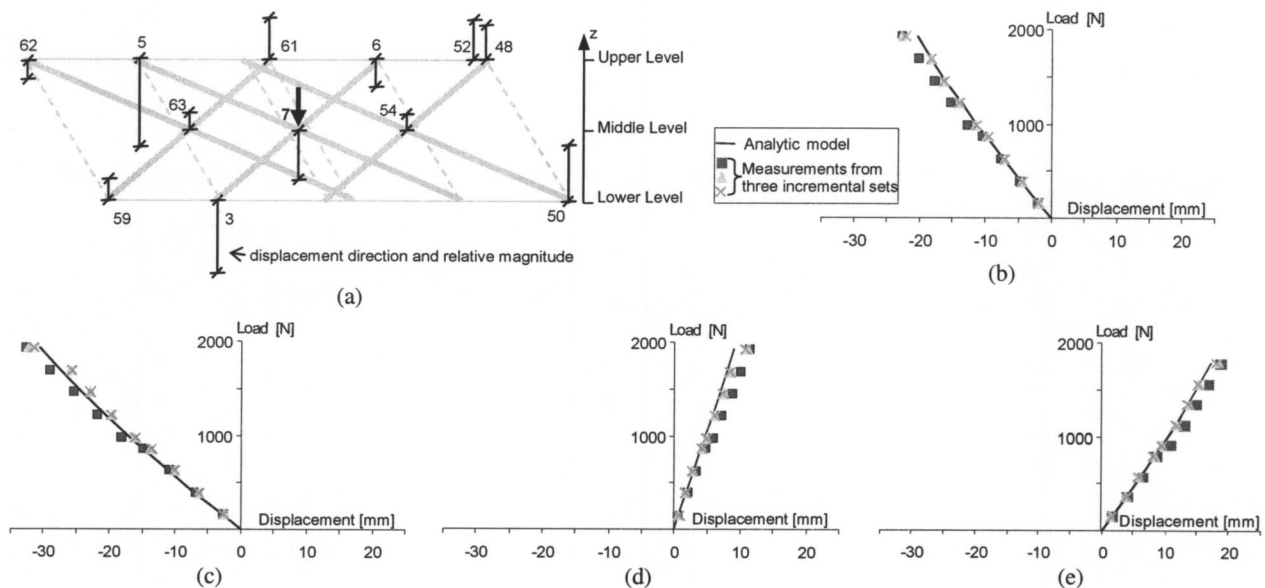 62
5
61
6
52
48
z
Upper Level
63
7
54
Middle Level
59
3
50
Lower Level
displacement direction and relative magnitude
(a)
Analytic model
Measurements from
three incremental sets
Load [N]
2000
1000
Displacement [mm]
-30 -20 -10 0 10 20
(b)
Load [N]
2000
1000
Displacement [mm]
-30 -20 -10 0 10 20
(c)
Load [N]
2000
1000
Displacement [mm]
-30 -20 -10 0 10 20
(d)
Load [N]
2000
1000
Displacement [mm]
-30 -20 -10 0 10 20
(e)